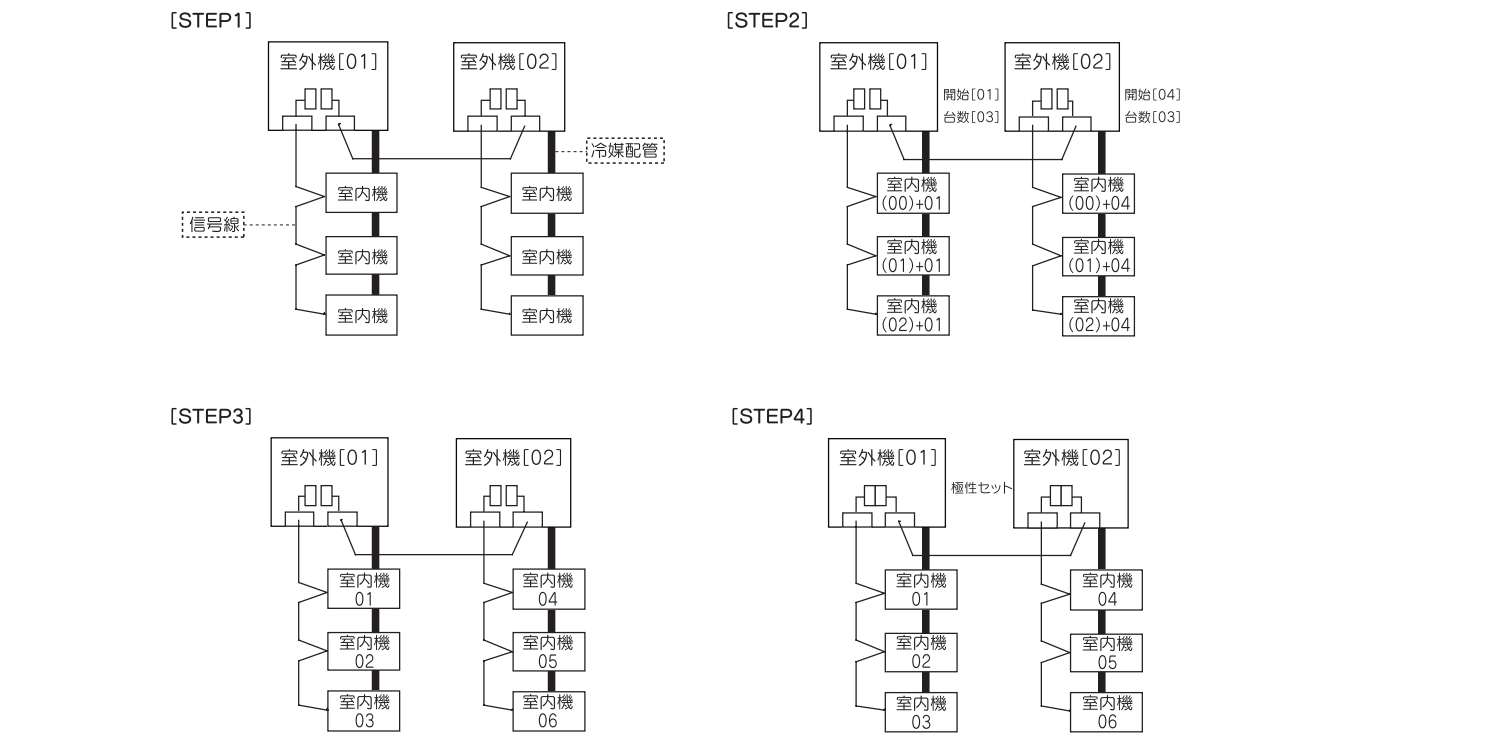 [STEP1]
室外機[01]
室外機[02]
冷媒配管
信号線
室内機
室内機
室内機
室内機
室内機
室内機
[STEP2]
室外機[01]
開始[01]
台数[03]
室外機[02]
開始[04]
台数[03]
室内機
(00)+01
室内機
(01)+01
室内機
(02)+01
室内機
(00)+04
室内機
(01)+04
室内機
(02)+04
[STEP3]
室外機[01]
室外機[02]
室内機
01
室内機
02
室内機
03
室内機
04
室内機
05
室内機
06
[STEP4]
室外機[01]
極性セット
室外機[02]
室内機
01
室内機
02
室内機
03
室内機
04
室内機
05
室内機
06